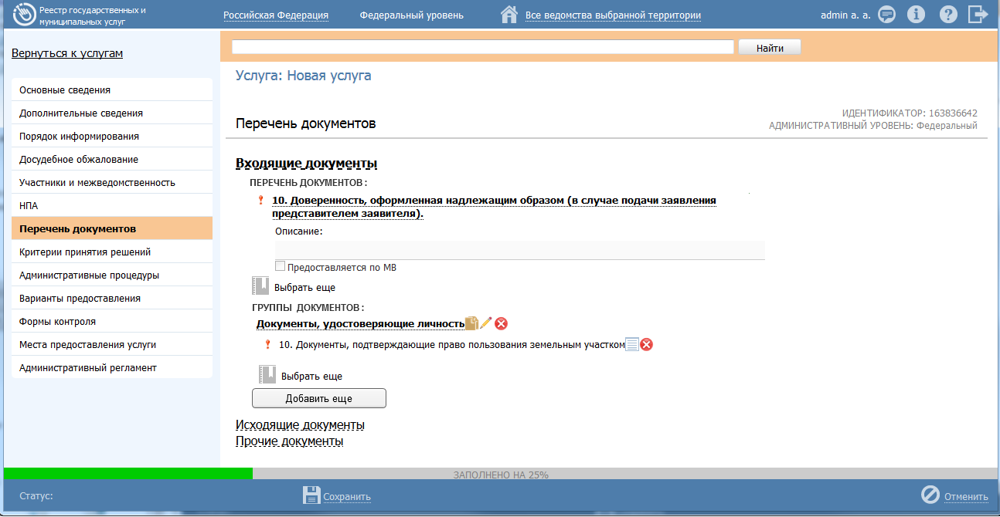 Реестр государственных и
муниципальных услуг
Российская Федерация
Федеральный уровень
Все ведомства выбранной территории
admin a. a.
Вернуться к услугам
Найти
Услуга: Новая услуга
Основные сведения
Дополнительные сведения
Порядок информирования
Досудебное обжалование
Участники и межведомственность
НПА
Перечень документов
Критерии принятия решений
Административные процедуры
Варианты предоставления
Формы контроля
Места предоставления услуги
Административный регламент
ИДЕНТИФИКАТОР: 163836642
АДМИНИСТРАТИВНЫЙ УРОВЕНЬ: Федеральный
Перечень документов
Входящие документы
ПЕРЕЧЕНЬ ДОКУМЕНТОВ :
10. Доверенность, оформленная надлежащим образом (в случае подачи заявления
представителем заявителя).
Описание:
Предоставляется по МВ
Выбрать еще
ГРУППЫ ДОКУМЕНТОВ :
Документы, удостоверяющие личность
10. Документы, подтверждающие право пользования земельным участком
Выбрать еще
Добавить еще
Исходящие документы
Прочие документы
ЗАПОЛНЕНО НА 25%
Статус:
Сохранить
Отменить